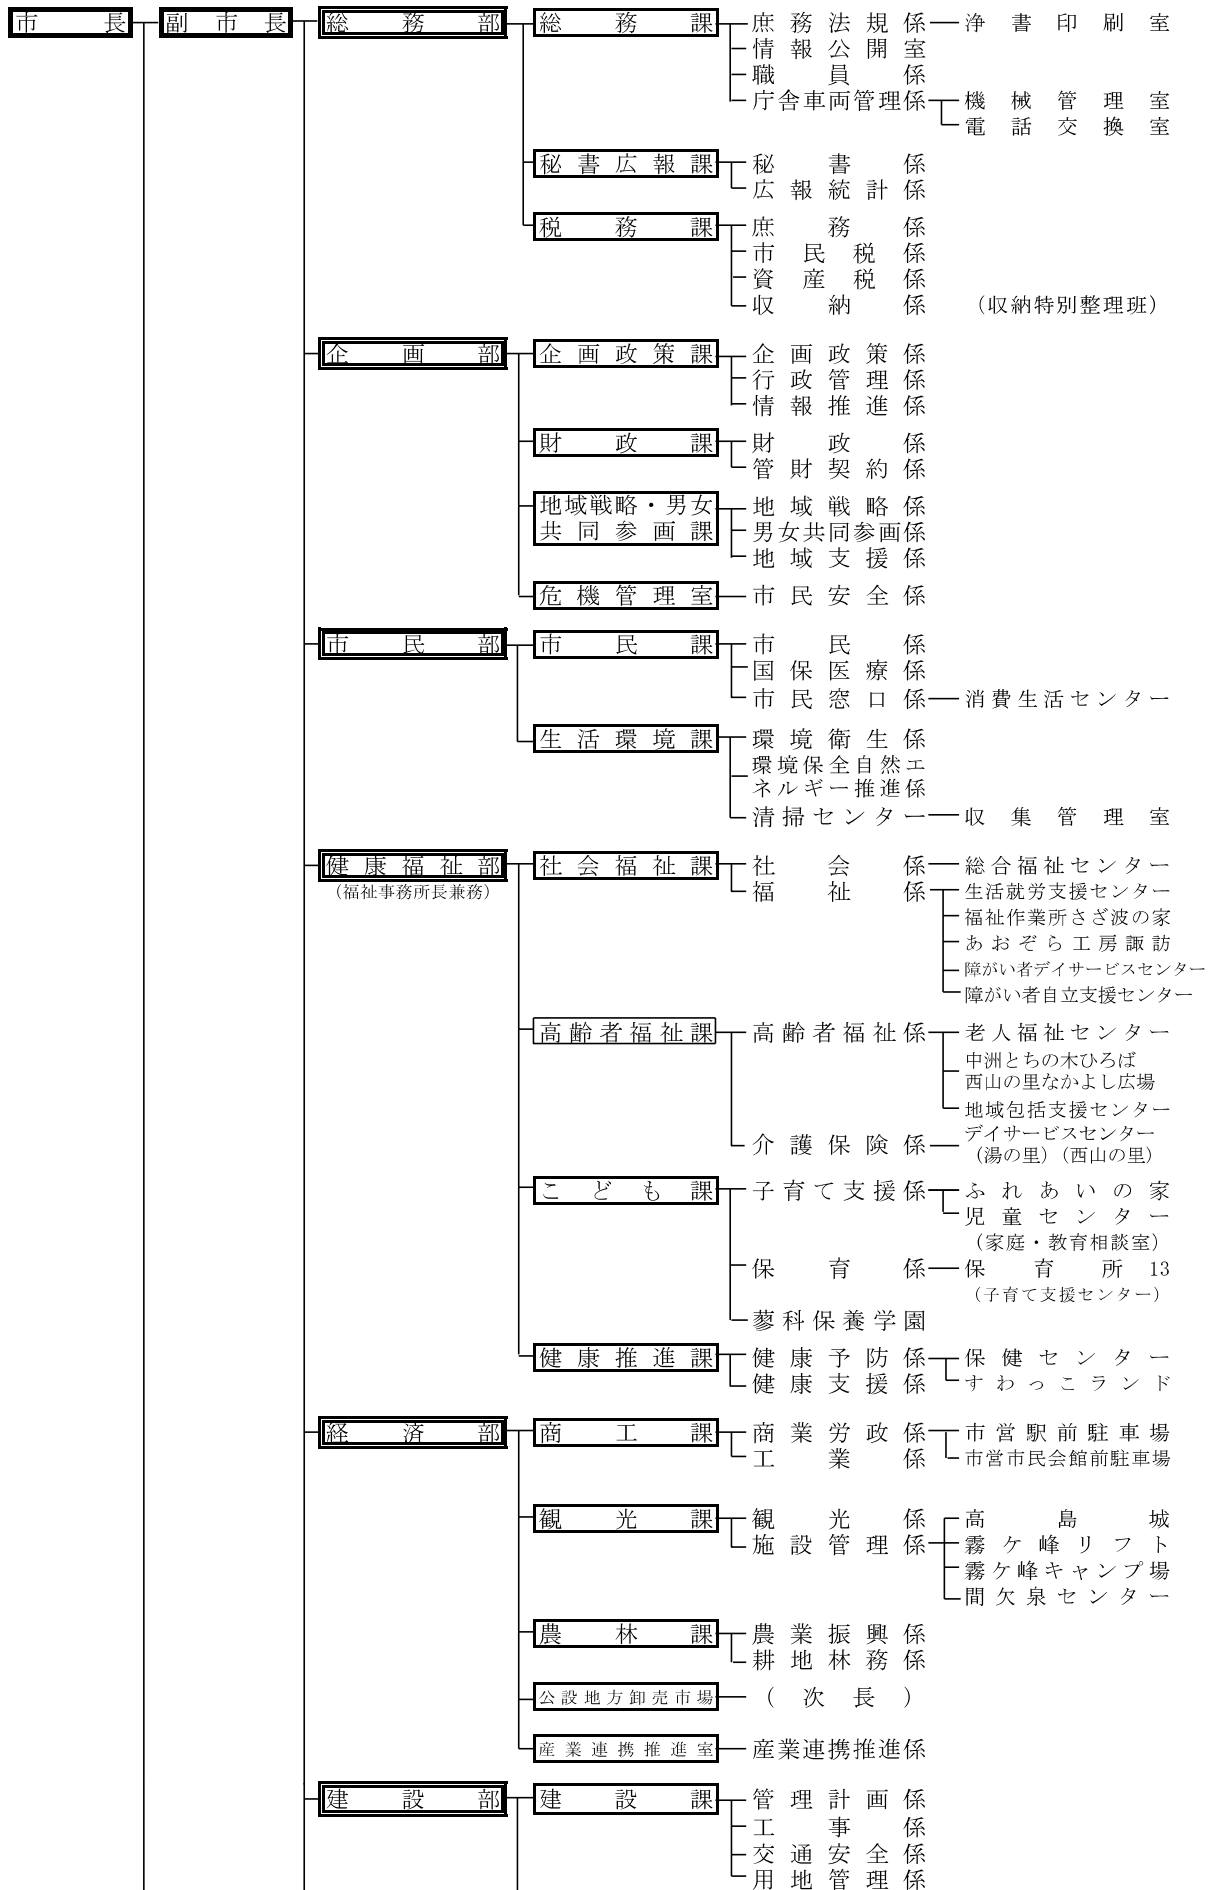 市長 副市長 総務部 総務課 庶務法規係 浄書印刷室
情報公開室
職員係
庁舎車両管理係 機械管理室
電話交換室
秘書広報課 秘書係
広報統計係
税務課 庶務係
市民税係
資産税係
収納係 (収納特別整理班)
企画部 企画政策課 企画政策係
行政管理係
情報推進係
財政課 財政係
管財契約係
地域戦略・男女 地域戦略係
共同参画課 男女共同参画係
地域支援係
危機管理室 市民安全係
市民部 市民課 市民係
国保医療係
市民窓口係 消費生活センター
生活環境課 環境衛生係
環境保全自然エ
ネルギー推進係
清掃センター 収集管理室
健康福祉部 社会福祉課 社会係 総合福祉センター
(福祉事務所長兼務) 福祉係 生活就労支援センター
福祉作業所さざ波の家
あおぞら工房諏訪
障がい者デイサービスセンター
障がい者自立支援センター
高齢者福祉課 高齢者福祉係 老人福祉センター
中洲とちの木ひろば
西山の里なかよし広場
地域包括支援センター
介護保険係 デイサービスセンター
(湯の里)(西山の里)
こども課 子育て支援係 ふれあいの家
児童センター
(家庭・教育相談室)
保育係 保育所13
(子育て支援センター)
蓼科保養学園
健康推進課 健康予防係 保健センター
健康支援係 すわっこランド
経済部 商工課 商業労政係 市営駅前駐車場
工業係 市営市民会館前駐車場
観光課 観光係 高島城
施設管理係 霧ケ峰リフト
霧ケ峰キャンプ場
間欠泉センター
農林課 農業振興係
耕地林務係
公設地方卸売市場 (次長)
産業連携推進室 産業連携推進係
建設部 建設課 管理計画係
工事係
交通安全係
用地管理係